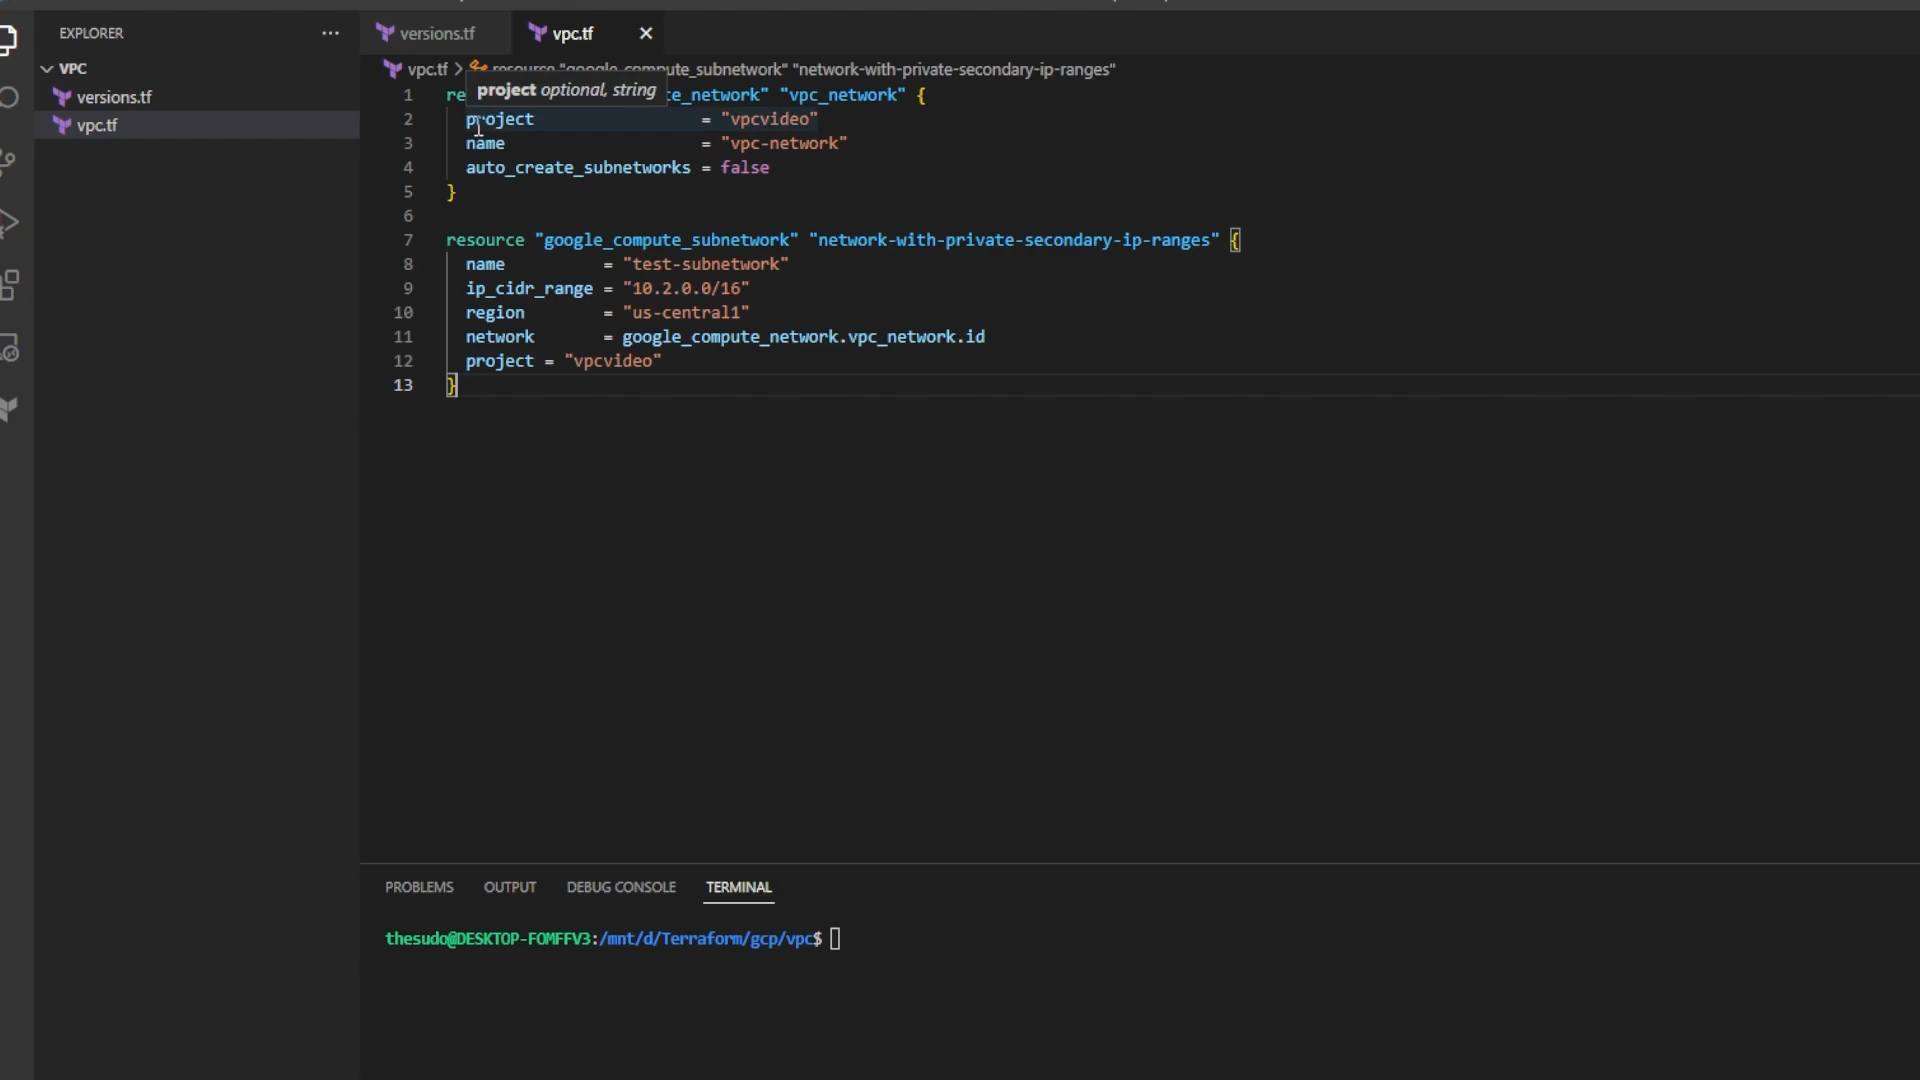 EXPLORER
...
versions.tf
vpc.tf
VPC
versions.tf
vpc.tf
vpc.tf > resource "google_compute_subnetwork" "network-with-private-secondary-ip-ranges"
project optional, string
1 re ce_network" "vpc_network" {
2 project = "vpcvideo"
3 name = "vpc-network"
4 auto_create_subnetworks = false
5 }
6
7 resource "google_compute_subnetwork" "network-with-private-secondary-ip-ranges" {
8 name = "test-subnetwork"
9 ip_cidr_range = "10.2.0.0/16"
10 region = "us-central1"
11 network = google_compute_network.vpc_network.id
12 project = "vpcvideo"
13 }
PROBLEMS OUTPUT DEBUG CONSOLE TERMINAL
thesudo@DESKTOP-FOMFFV3:/mnt/d/Terraform/gcp/vpc$